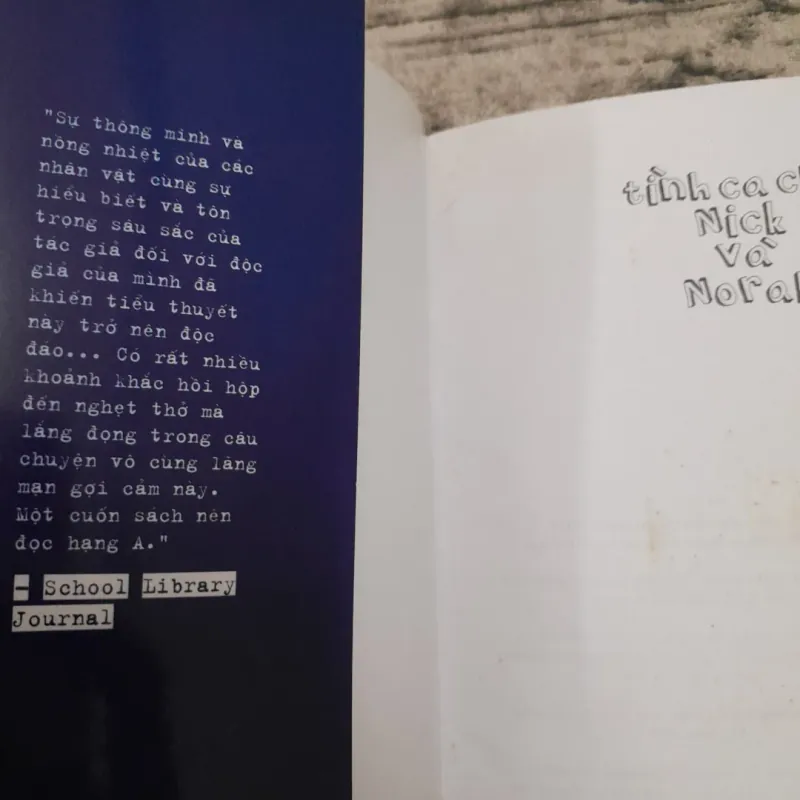 "Sự thông minh và
nồng nhiệt của các
nhân vật cùng sự
hiểu biết và tôn
trọng sâu sắc của
tác giả đối với độc
giả của mình đã
khiến tiểu thuyết
này trở nên độc
đáo... Có rất nhiều
khoảnh khắc hồi hộp
đến nghẹt thở mà
lắng đọng trong câu
chuyện vô cùng lãng
mạn gợi cảm này.
Một cuốn sách nên
đọc hạng A."
— School Library
Journal
tình ca
Nick
và